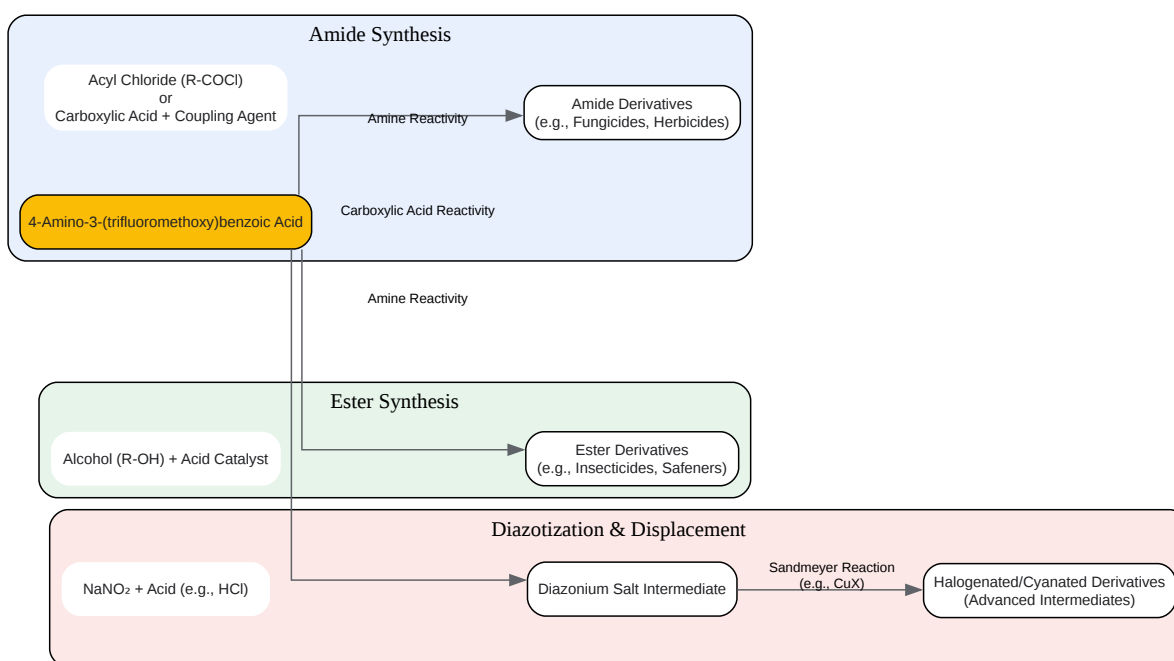 Amide Synthesis
Acyl Chloride (R-COCl)
or
Carboxylic Acid + Coupling Agent
Amine Reactivity
Amide Derivatives
(e.g., Fungicides, Herbicides)
4-Amino-3-(trifluoromethoxy)benzoic Acid
Carboxylic Acid Reactivity
Amine Reactivity
Ester Synthesis
Alcohol (R-OH) + Acid Catalyst
Ester Derivatives
(e.g., Insecticides, Safeners)
Diazotization & Displacement
NaNO₂ + Acid (e.g., HCl)
Diazonium Salt Intermediate
Sandmeyer Reaction
(e.g., CuX)
Halogenated/Cyanated Derivatives
(Advanced Intermediates)